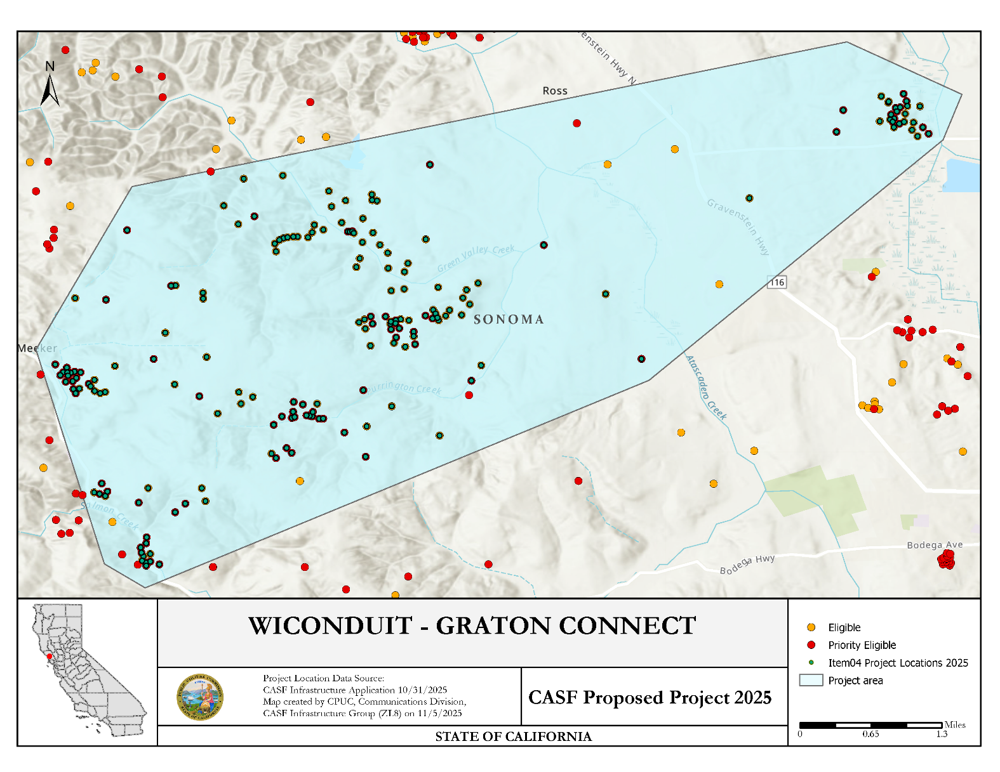 enstein Hwy N
N
Ross
Gravenstein Hwy
Green Valley Creek
116
SONOMA
Meeker
Purrington Creek
Atascadero Creek
Salmon Creek
Bodega Ave
Bodega Hwy
WICONDUIT - GRATON CONNECT
Project Location Data Source:
CASF Infrastructure Application 10/31/2025
Map created by CPUC, Communications Division,
CASF Infrastructure Group (ZL8) on 11/5/2025
CASF Proposed Project 2025
STATE OF CALIFORNIA
Eligible
Priority Eligible
Item04 Project Locations 2025
Project area
Miles
0 0.65 1.3